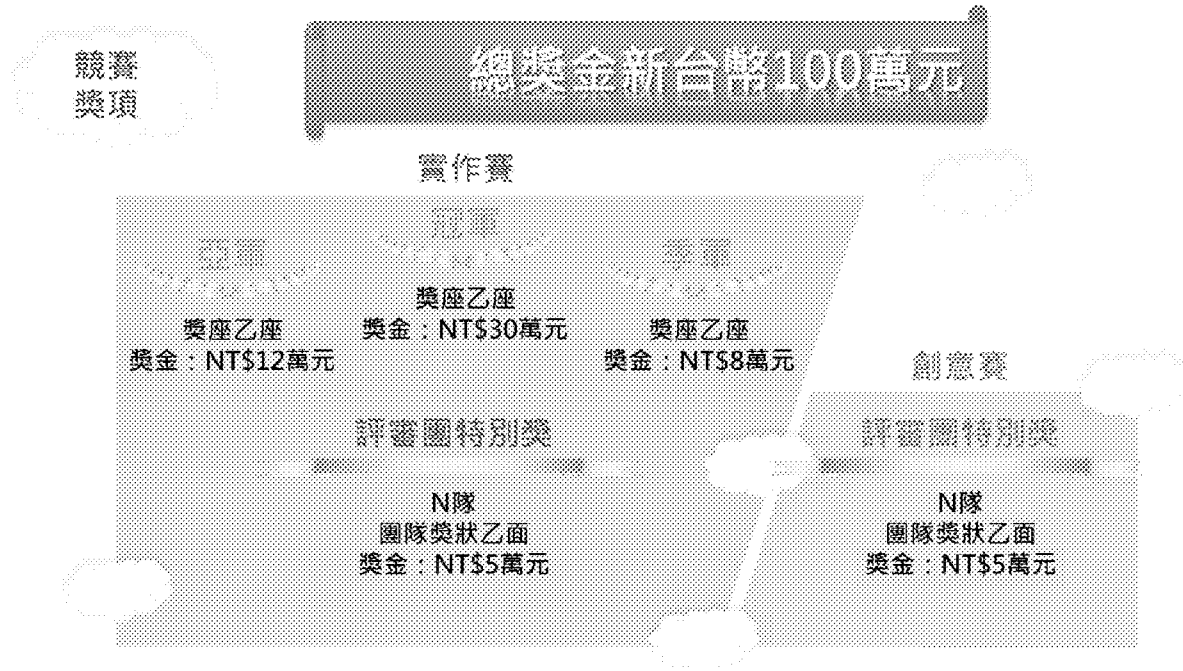 競賽
獎項
總獎金新台幣100萬元
實作賽
亞軍
獎座乙座
獎金：NT$12萬元
冠軍
獎座乙座
獎金：NT$30萬元
季軍
獎座乙座
獎金：NT$8萬元
評審團特別獎
N隊
團隊獎狀乙面
獎金：NT$5萬元
創意賽
評審團特別獎
N隊
團隊獎狀乙面
獎金：NT$5萬元